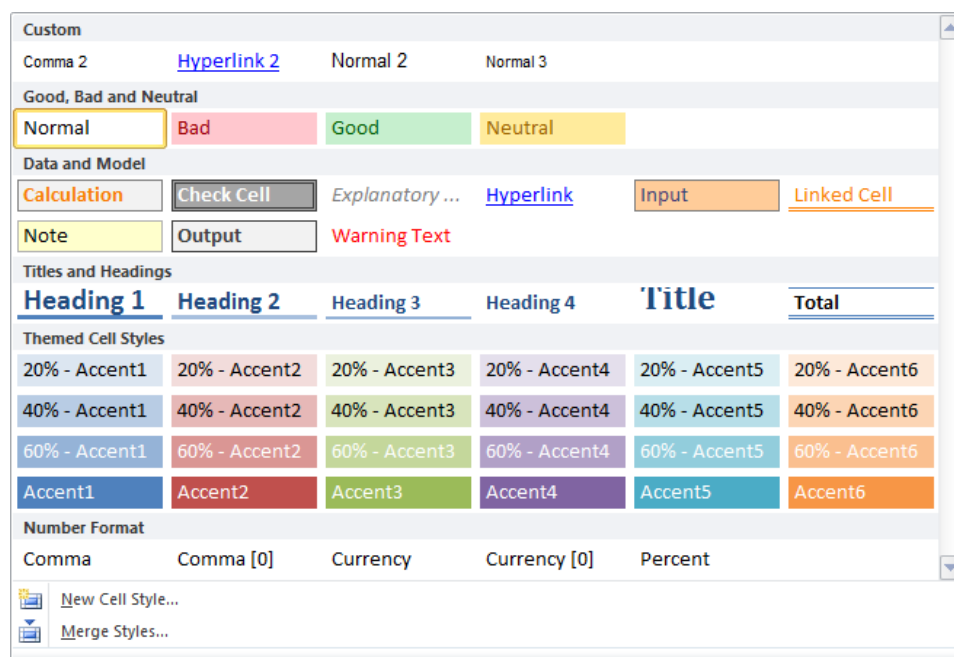 Custom
Comma 2 Hyperlink 2 Normal 2 Normal 3
Good, Bad and Neutral
Normal Bad Good Neutral
Data and Model
Calculation Check Cell Explanatory ... Hyperlink Input Linked Cell
Note Output Warning Text
Titles and Headings
Heading 1 Heading 2 Heading 3 Heading 4 Title Total
Themed Cell Styles
20% - Accent1 20% - Accent2 20% - Accent3 20% - Accent4 20% - Accent5 20% - Accent6
40% - Accent1 40% - Accent2 40% - Accent3 40% - Accent4 40% - Accent5 40% - Accent6
60% - Accent1 60% - Accent2 60% - Accent3 60% - Accent4 60% - Accent5 60% - Accent6
Accent1 Accent2 Accent3 Accent4 Accent5 Accent6
Number Format
Comma Comma [0] Currency Currency [0] Percent
New Cell Style...
Merge Styles...